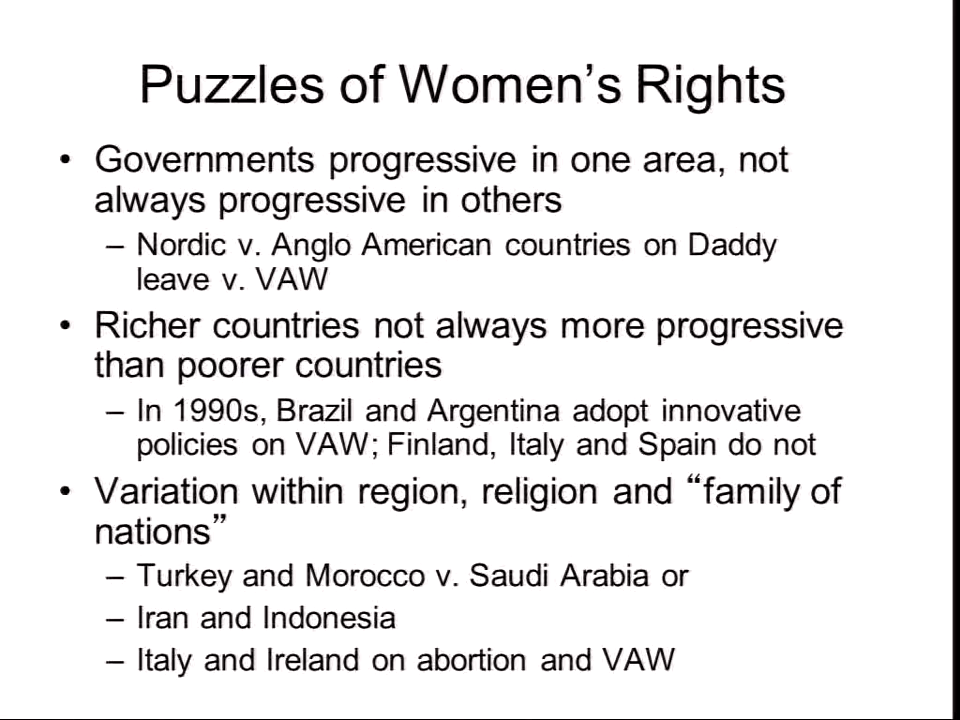 Puzzles of Women’s Rights
• Governments progressive in one area, not
always progressive in others
– Nordic v. Anglo American countries on Daddy
leave v. VAW
• Richer countries not always more progressive
than poorer countries
– In 1990s, Brazil and Argentina adopt innovative
policies on VAW; Finland, Italy and Spain do not
• Variation within region, religion and “family of
nations”
– Turkey and Morocco v. Saudi Arabia or
– Iran and Indonesia
– Italy and Ireland on abortion and VAW